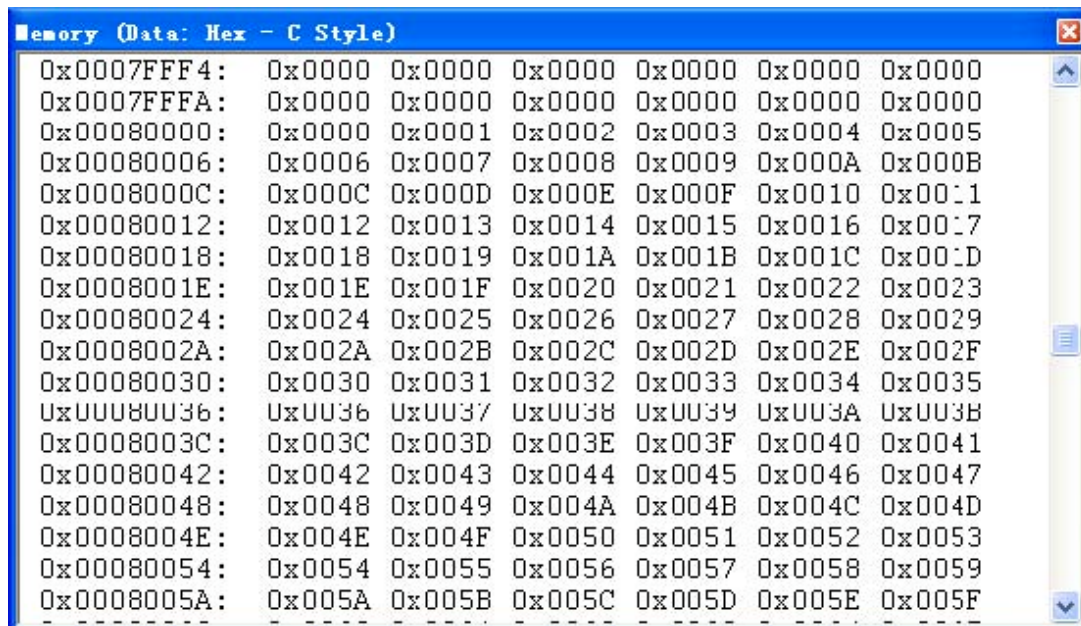 Memory (Data: Hex - C Style)
0x0007FFF4: 0x0000 0x0000 0x0000 0x0000 0x0000 0x0000
0x0007FFFA: 0x0000 0x0000 0x0000 0x0000 0x0000 0x0000
0x00080000: 0x0000 0x0001 0x0002 0x0003 0x0004 0x0005
0x00080006: 0x0006 0x0007 0x0008 0x0009 0x000A 0x000B
0x0008000C: 0x000C 0x000D 0x000E 0x000F 0x0010 0x0011
0x00080012: 0x0012 0x0013 0x0014 0x0015 0x0016 0x0017
0x00080018: 0x0018 0x0019 0x001A 0x001B 0x001C 0x001D
0x0008001E: 0x001E 0x001F 0x0020 0x0021 0x0022 0x0023
0x00080024: 0x0024 0x0025 0x0026 0x0027 0x0028 0x0029
0x0008002A: 0x002A 0x002B 0x002C 0x002D 0x002E 0x002F
0x00080030: 0x0030 0x0031 0x0032 0x0033 0x0034 0x0035
0x00080036: 0x0036 0x0037 0x0038 0x0039 0x003A 0x003B
0x0008003C: 0x003C 0x003D 0x003E 0x003F 0x0040 0x0041
0x00080042: 0x0042 0x0043 0x0044 0x0045 0x0046 0x0047
0x00080048: 0x0048 0x0049 0x004A 0x004B 0x004C 0x004D
0x0008004E: 0x004E 0x004F 0x0050 0x0051 0x0052 0x0053
0x00080054: 0x0054 0x0055 0x0056 0x0057 0x0058 0x0059
0x0008005A: 0x005A 0x005B 0x005C 0x005D 0x005E 0x005F